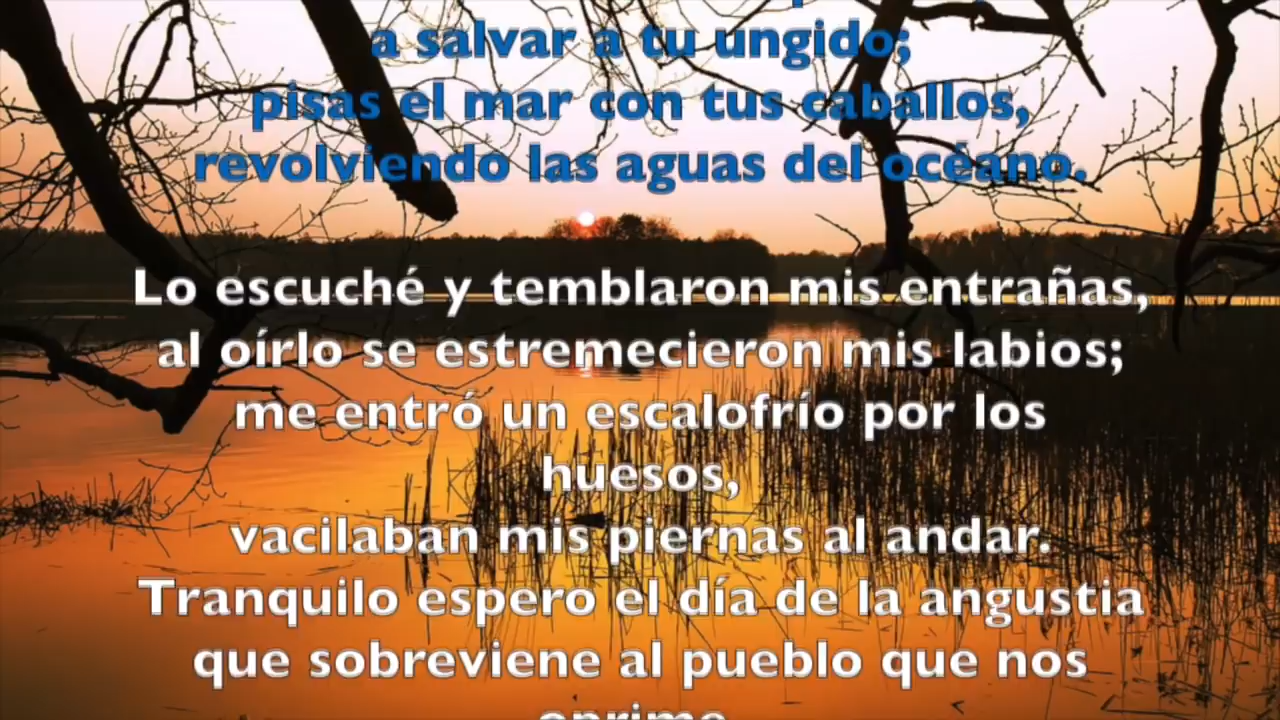 a salvar a tu ungido;
pisas el mar con tus caballos,
revolviendo las aguas del océano.
Lo escuché y temblaron mis entrañas,
al oírlo se estremecieron mis labios;
me entró un escalofrío por los
huesos,
vacilaban mis piernas al andar.
Tranquilo espero el día de la angustia
que sobreviene al pueblo que nos
oprime